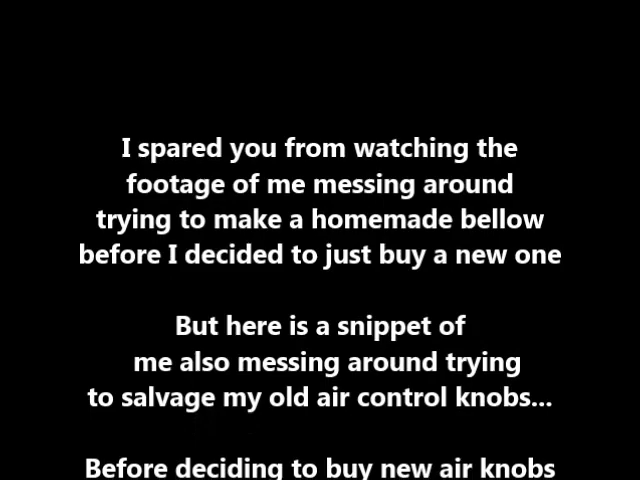 I spared you from watching the
footage of me messing around
trying to make a homemade bellow
before I decided to just buy a new one
But here is a snippet of
me also messing around trying
to salvage my old air control knobs...
Before deciding to buy new air knobs